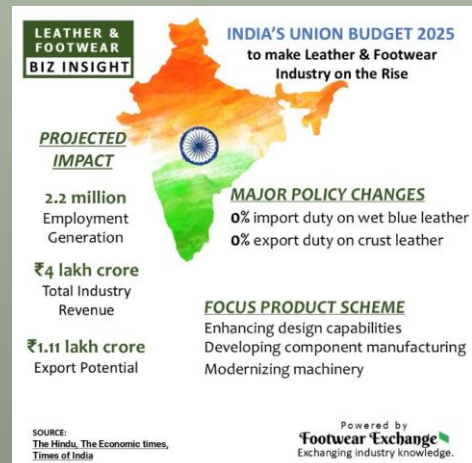 LEATHER &
FOOTWEAR
BIZ INSIGHT
INDIA'S UNION BUDGET 2025
to make Leather & Footwear
Industry on the Rise
PROJECTED
IMPACT
2.2 million
Employment
Generation
₹4 lakh crore
Total Industry
Revenue
₹1.11 lakh crore
Export Potential
MAJOR POLICY CHANGES
0% import duty on wet blue leather
0% export duty on crust leather
FOCUS PRODUCT SCHEME
Enhancing design capabilities
Developing component manufacturing
Modernizing machinery
SOURCE:
The Hindu, The Economic times,
Times of India
Powered by
Footwear Exchange
Exchanging industry knowledge.